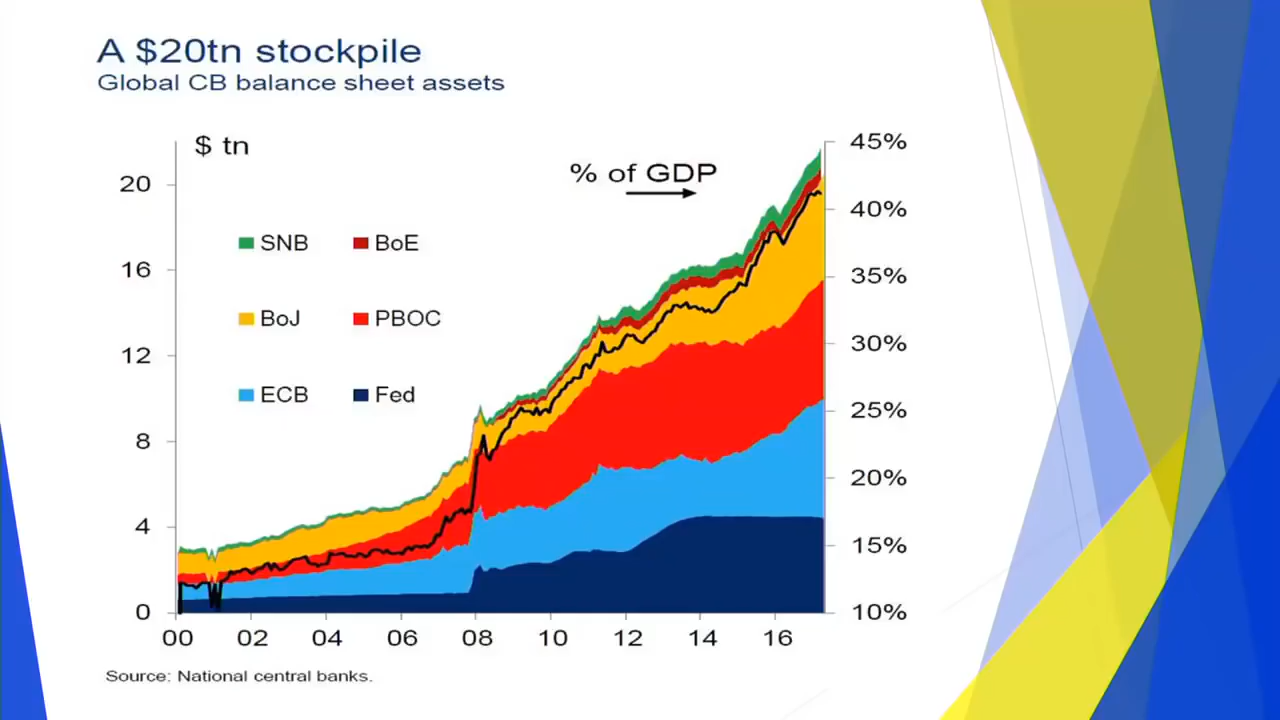 A $20tn stockpile
Global CB balance sheet assets
$ tn
% of GDP
45%
20
40%
SNB BoE
16
35%
BoJ PBOC
12
30%
ECB Fed
25%
8
20%
4
15%
0
10%
00 02 04 06 08 10 12 14 16
Source: National central banks.